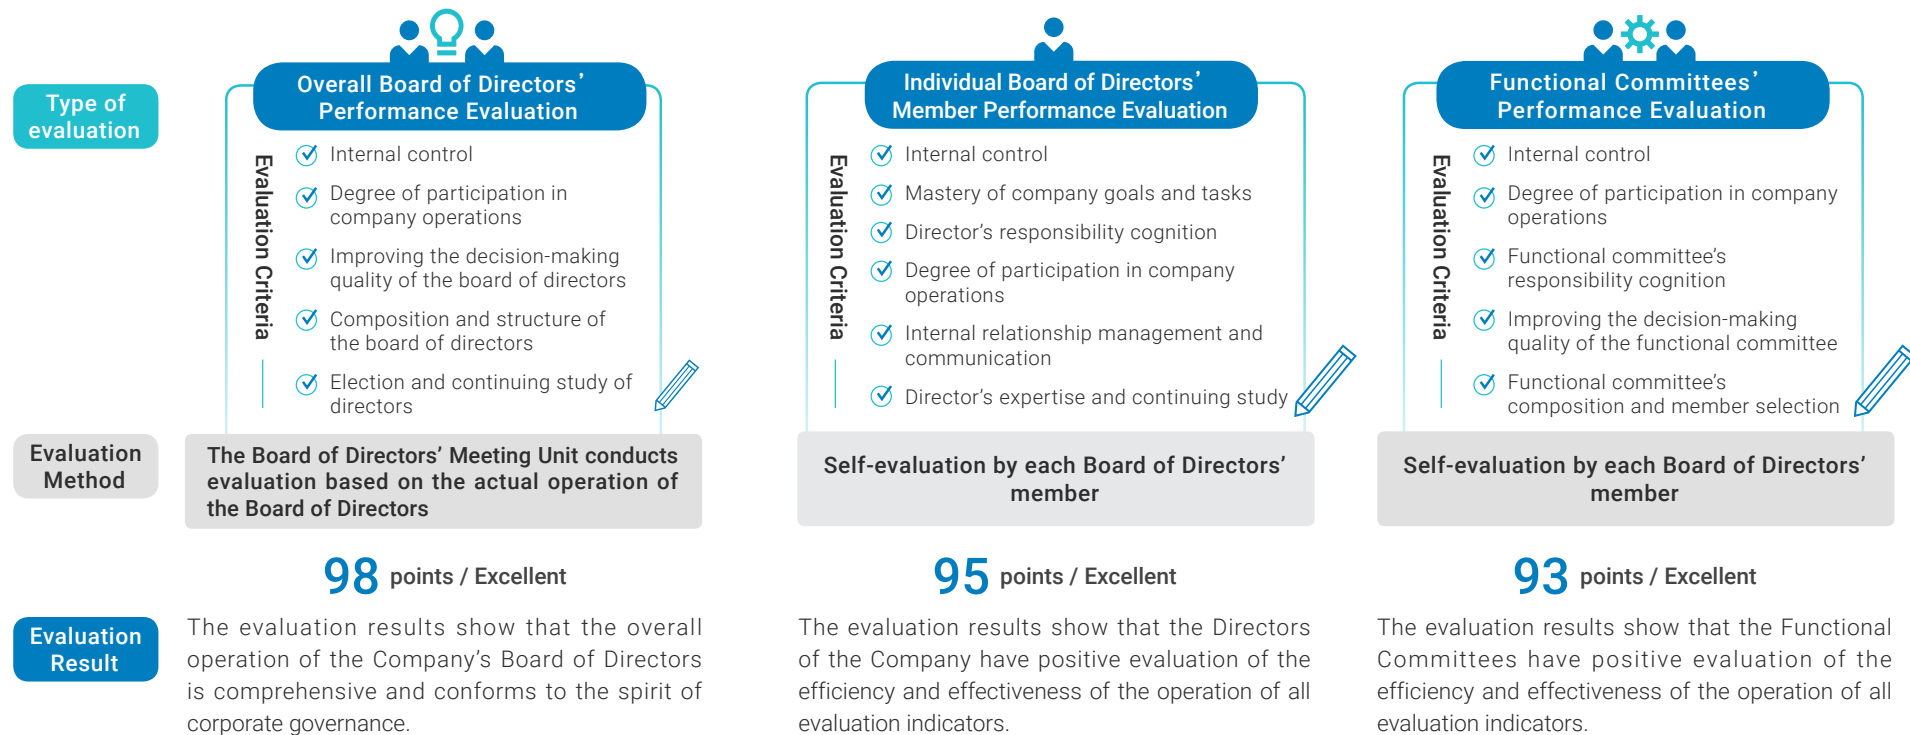 Type of
evaluation
Overall Board of Directors’
Performance Evaluation
Evaluation Criteria
Internal control
Degree of participation in
company operations
Improving the decision-making
quality of the board of directors
Composition and structure of
the board of directors
Election and continuing study of
directors
Individual Board of Directors’
Member Performance Evaluation
Evaluation Criteria
Internal control
Mastery of company goals and tasks
Director’s responsibility cognition
Degree of participation in company
operations
Internal relationship management and
communication
Director’s expertise and continuing study
Functional Committees’
Performance Evaluation
Evaluation Criteria
Internal control
Degree of participation in company
operations
Functional committee’s
responsibility cognition
Improving the decision-making
quality of the functional committee
Functional committee’s
composition and member selection
Evaluation
Method
The Board of Directors’ Meeting Unit conducts
evaluation based on the actual operation of
the Board of Directors
Self-evaluation by each Board of Directors’
member
Self-evaluation by each Board of Directors’
member
Evaluation
Result
98 points / Excellent
The evaluation results show that the overall
operation of the Company’s Board of Directors
is comprehensive and conforms to the spirit of
corporate governance.
95 points / Excellent
The evaluation results show that the Directors
of the Company have positive evaluation of the
efficiency and effectiveness of the operation of all
evaluation indicators.
93 points / Excellent
The evaluation results show that the Functional
Committees have positive evaluation of the
efficiency and effectiveness of the operation of all
evaluation indicators.